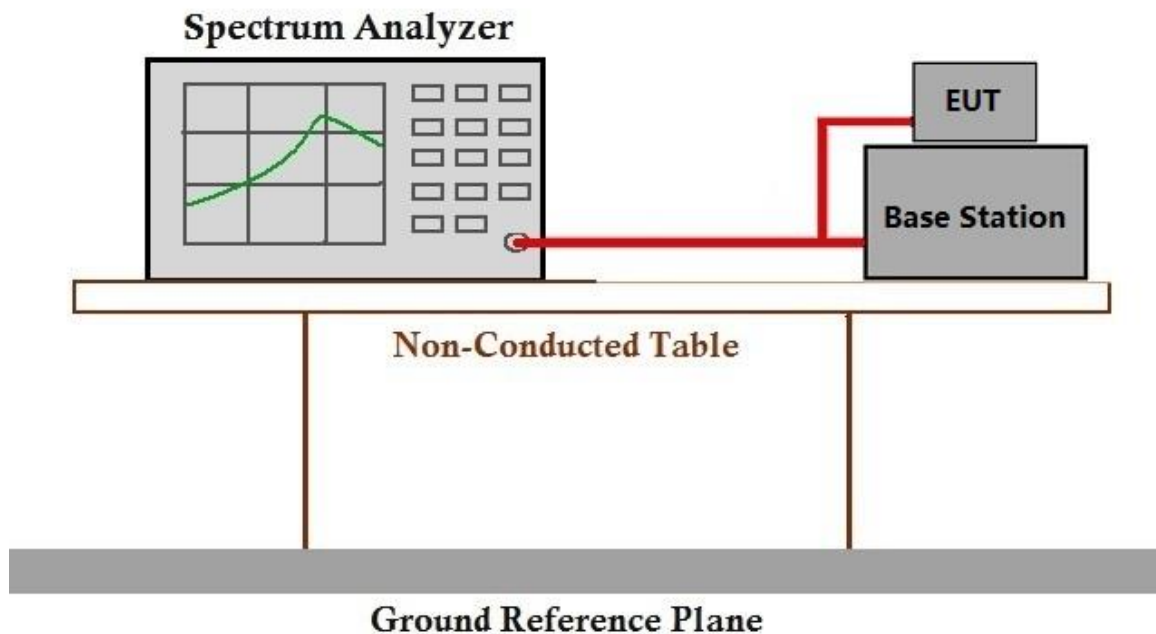 Spectrum Analyzer
EUT
Base Station
Non-Conducted Table
Ground Reference Plane